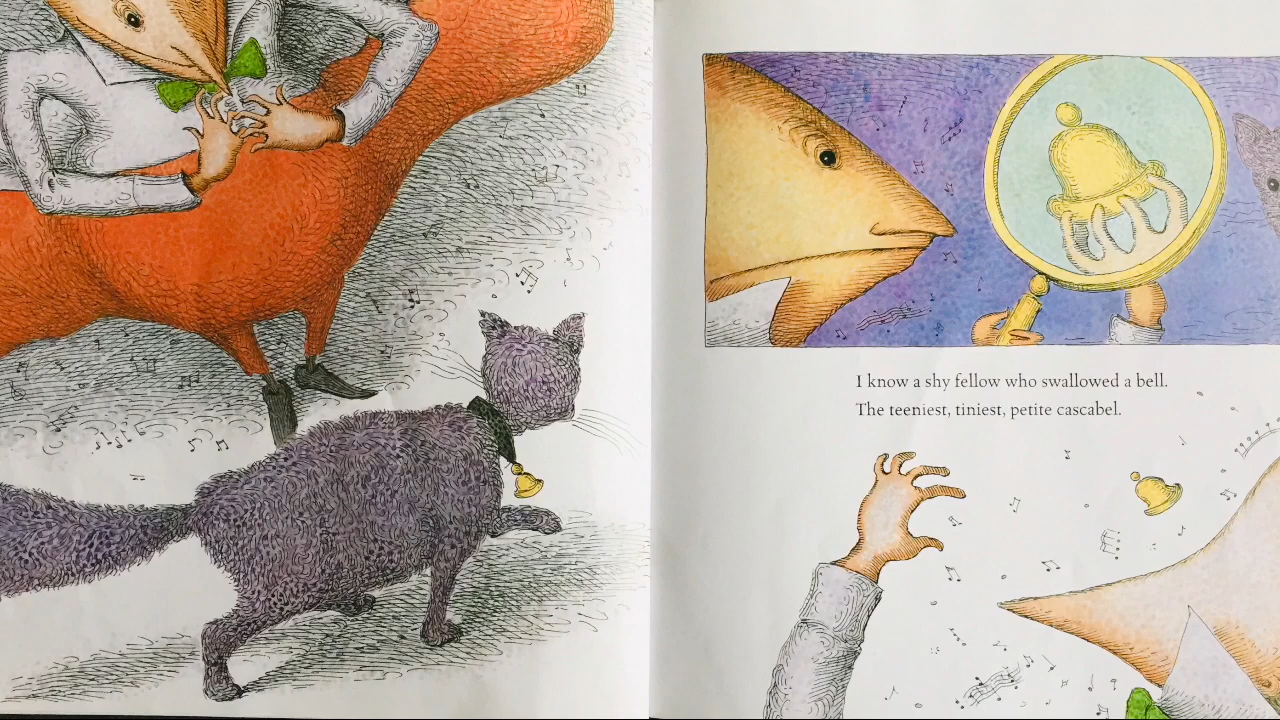 I know a shy fellow who swallowed a bell.
The teeniest, tiniest, petite cascabel.